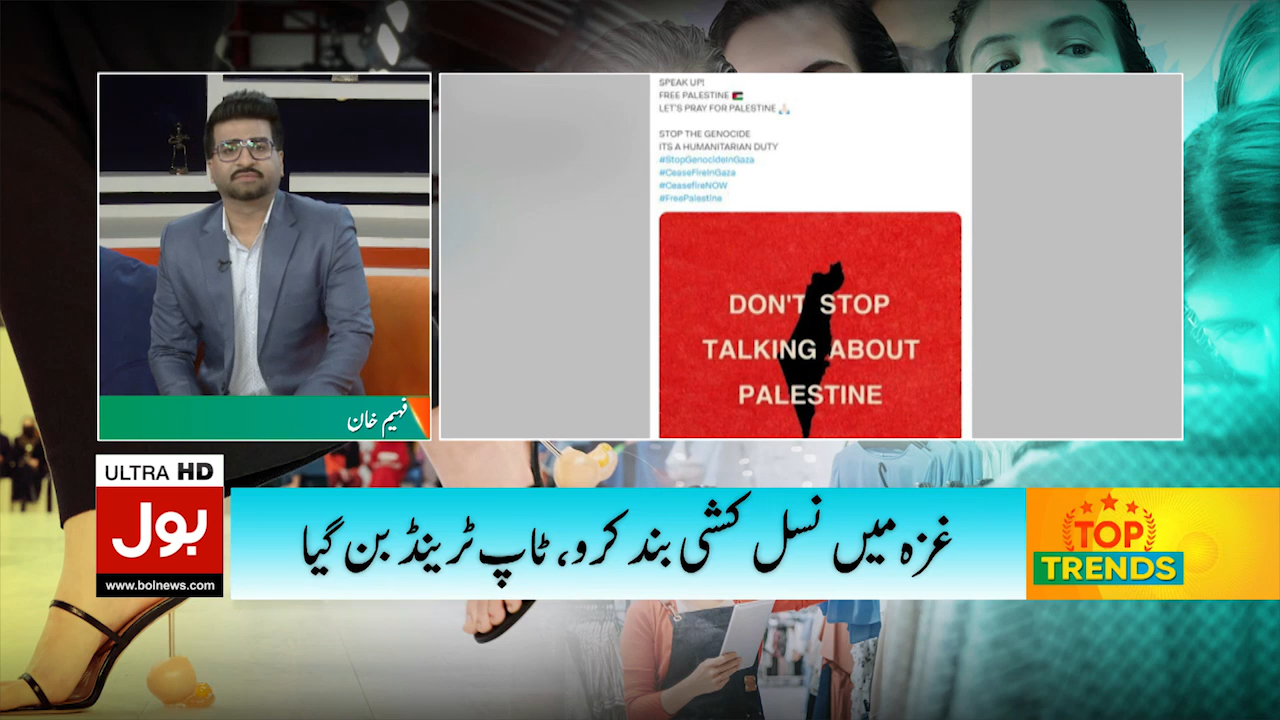 SPEAK UP!
FREE PALESTINE
LET'S PRAY FOR PALESTINE
STOP THE GENOCIDE
ITS A HUMANITARIAN DUTY
#StopGenocideInGaza
#CeaseFireInGaza
#CeasefireNOW
#FreePalestine
DON'T STOP
TALKING ABOUT
PALESTINE
فہیم خان
ULTRA HD
بول
www.bolnews.com
غزہ میں نسل کشی بند کرو، ٹاپ ٹرینڈ بن گیا
TOP
TRENDS